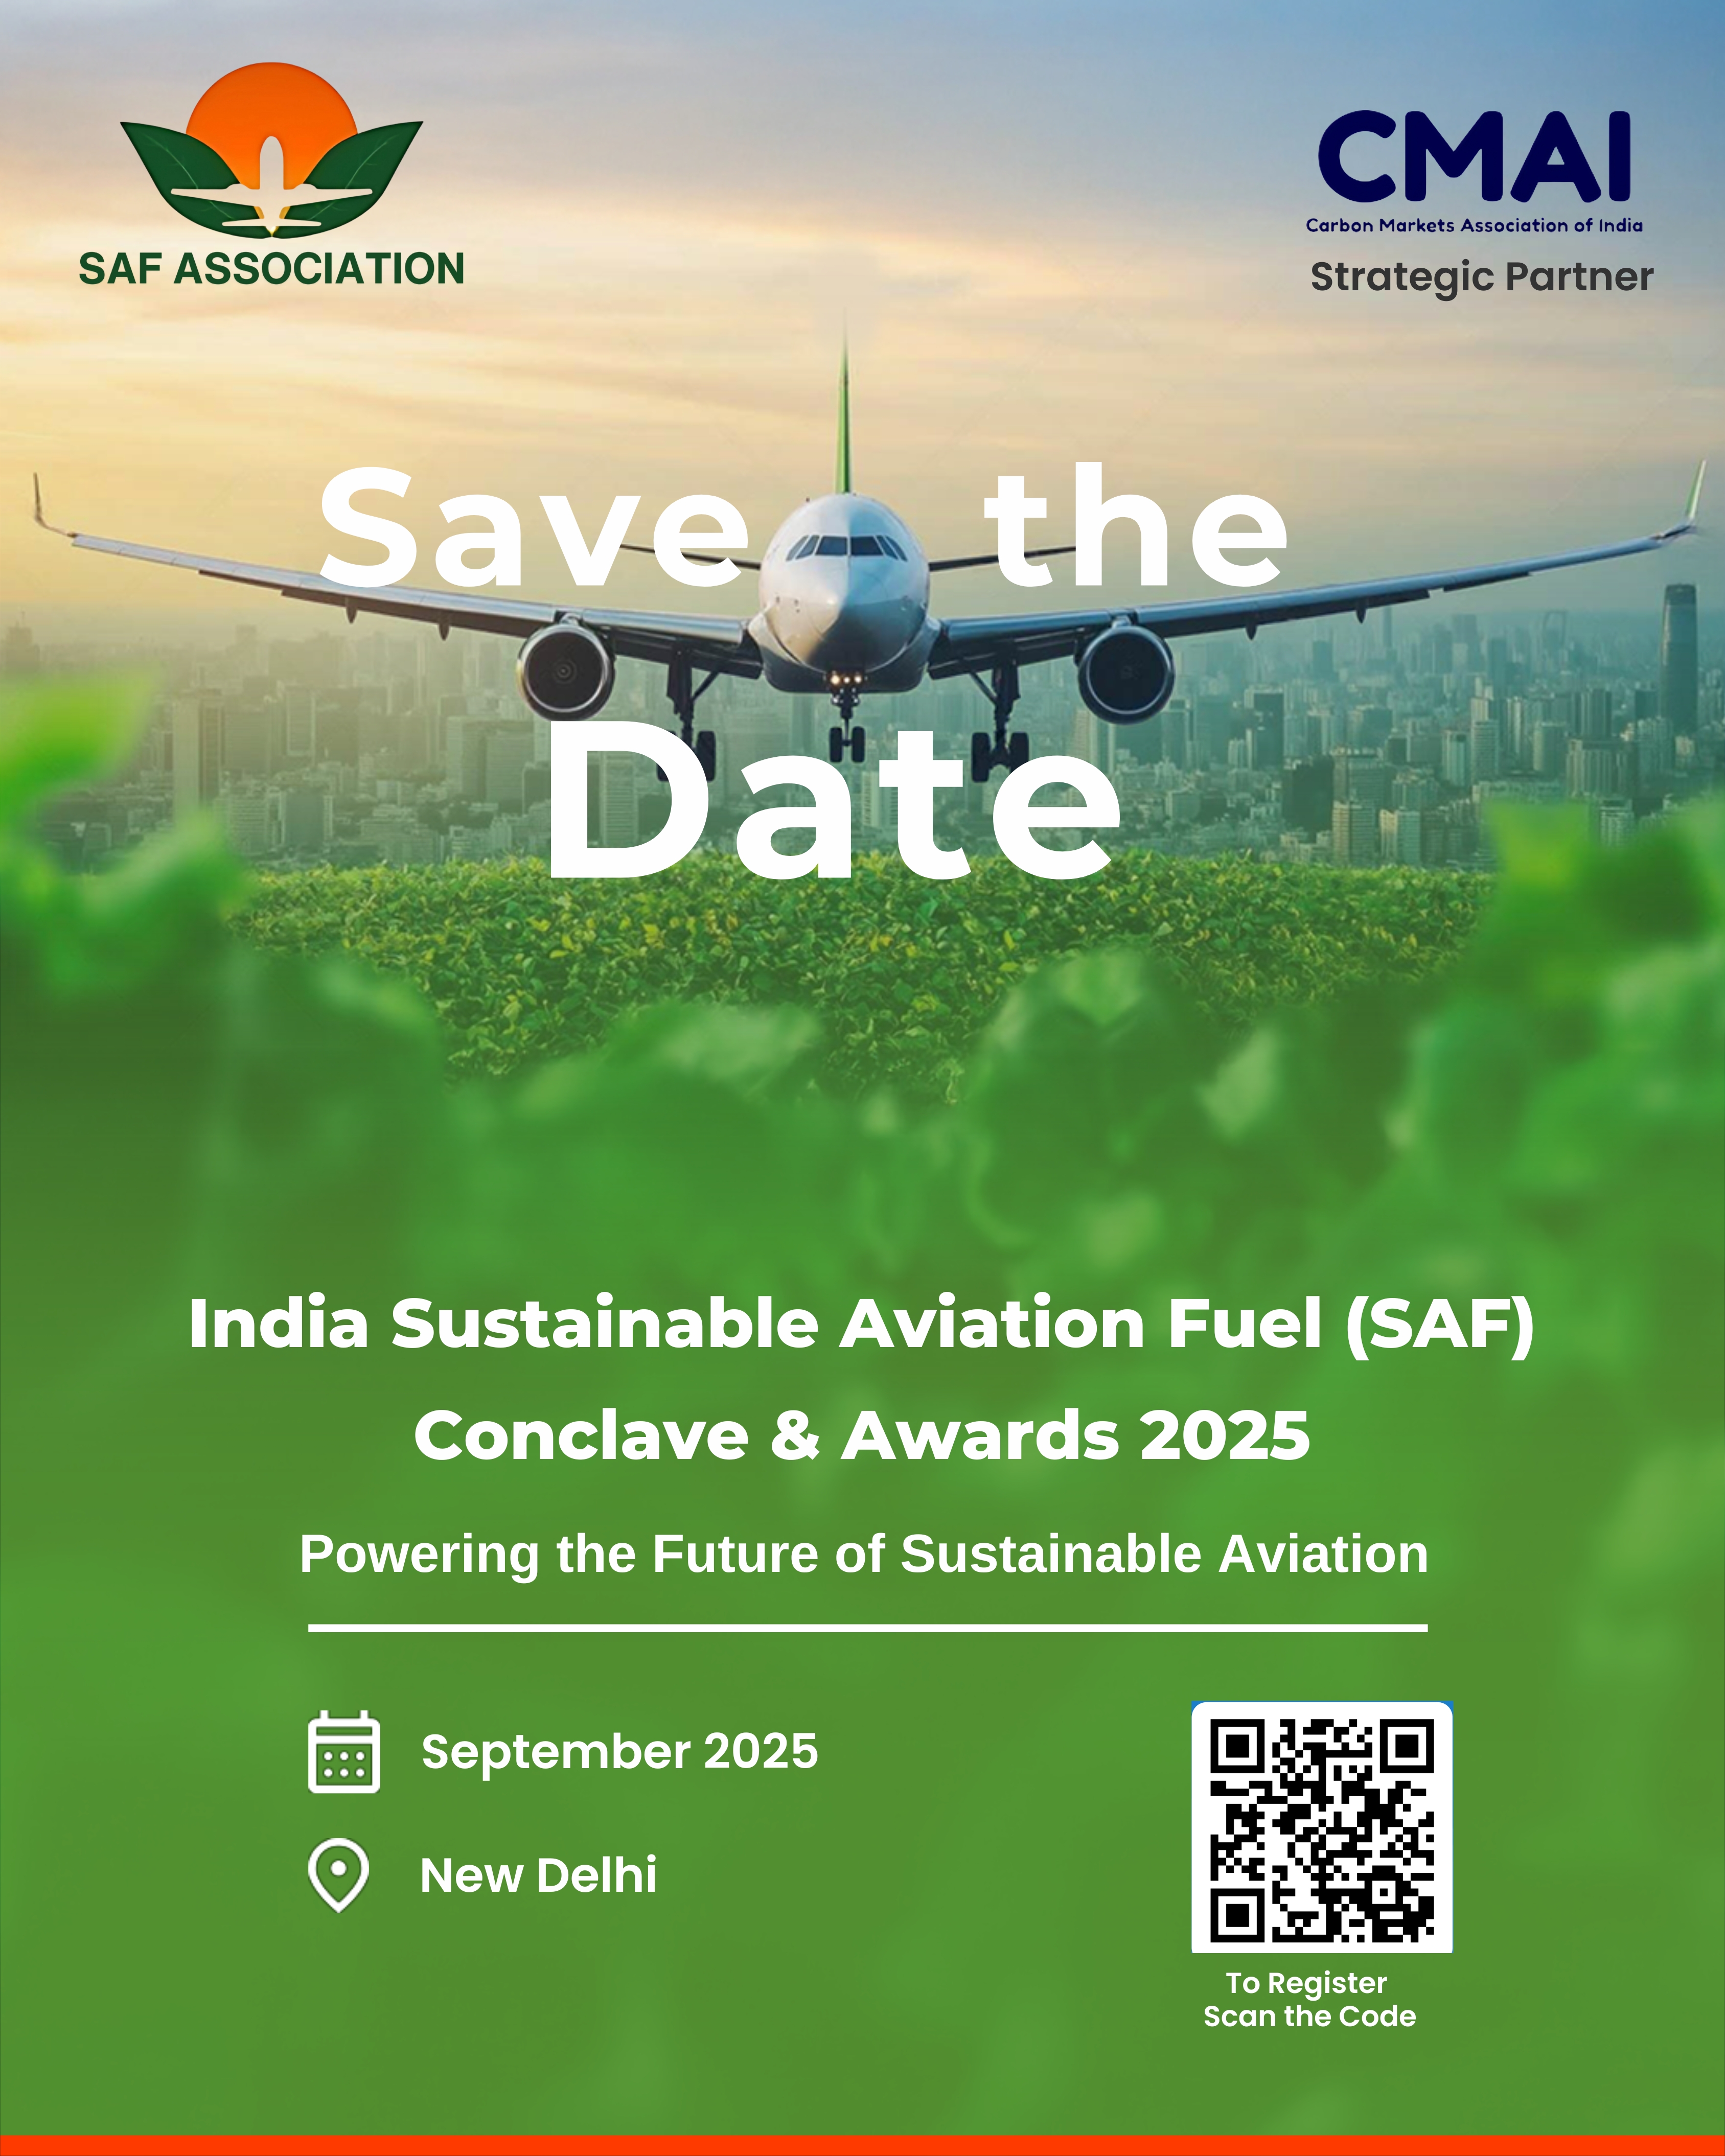 SAF ASSOCIATION
CMAI
Carbon Markets Association of India
Strategic Partner
Save the
Date
India Sustainable Aviation Fuel (SAF)
Conclave & Awards 2025
Powering the Future of Sustainable Aviation
September 2025
New Delhi
To Register
Scan the Code